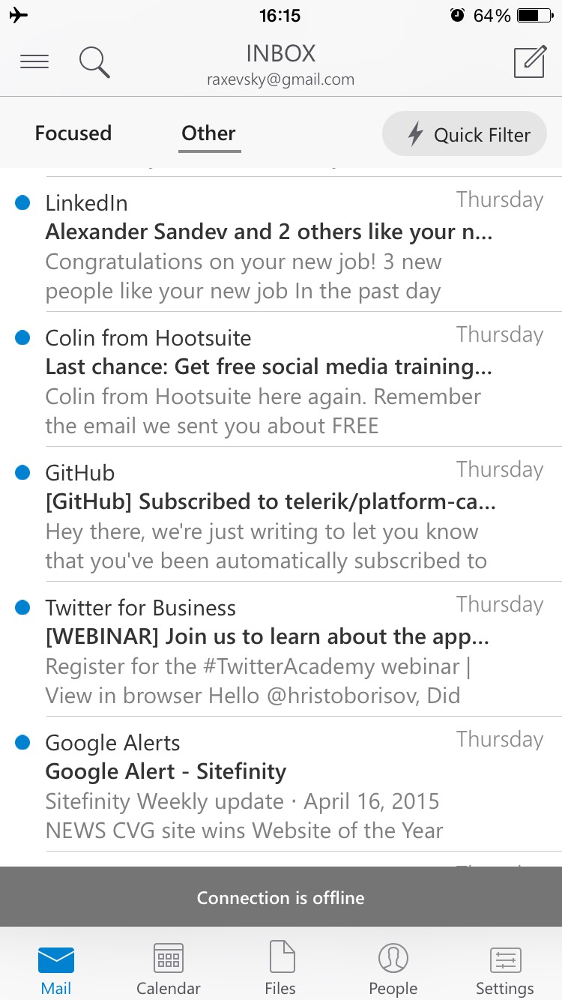 16:15
64%
INBOX
raxevsky@gmail.com
Focused
Other
Quick Filter
LinkedIn
Thursday
Alexander Sandev and 2 others like your n...
Congratulations on your new job! 3 new
people like your new job In the past day
Colin from Hootsuite
Thursday
Last chance: Get free social media training...
Colin from Hootsuite here again. Remember
the email we sent you about FREE
GitHub
Thursday
[GitHub] Subscribed to telerik/platform-ca...
Hey there, we're just writing to let you know
that you've been automatically subscribed to
Twitter for Business
Thursday
[WEBINAR] Join us to learn about the app...
Register for the #TwitterAcademy webinar |
View in browser Hello @hristoborisov, Did
Google Alerts
Thursday
Google Alert - Sitefinity
Sitefinity Weekly update · April 16, 2015
NEWS CVG site wins Website of the Year
Connection is offline
Mail
Calendar
Files
People
Settings